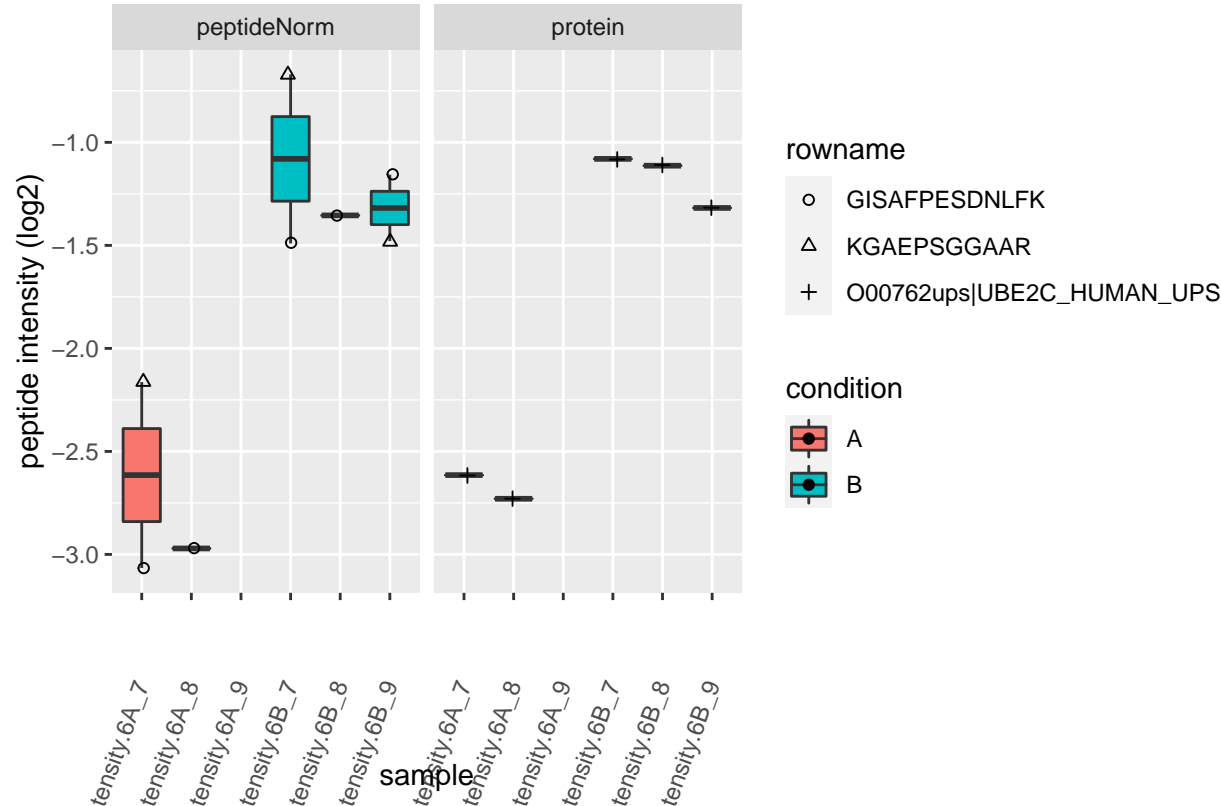 peptideNorm
protein
−1.0
−1.5
−2.0
−2.5
−3.0
peptide intensity (log2)
tensity.6A_7
tensity.6A_8
tensity.6A_9
tensity.6B_7
tensity.6B_8
tensity.6B_9
tensity.6A_7
tensity.6A_8
tensity.6A_9
tensity.6B_7
tensity.6B_8
tensity.6B_9
sample
rowname
GISAFPESDNLFK
KGAEPSGGAAR
O00762ups|UBE2C_HUMAN_UPS
condition
A
B